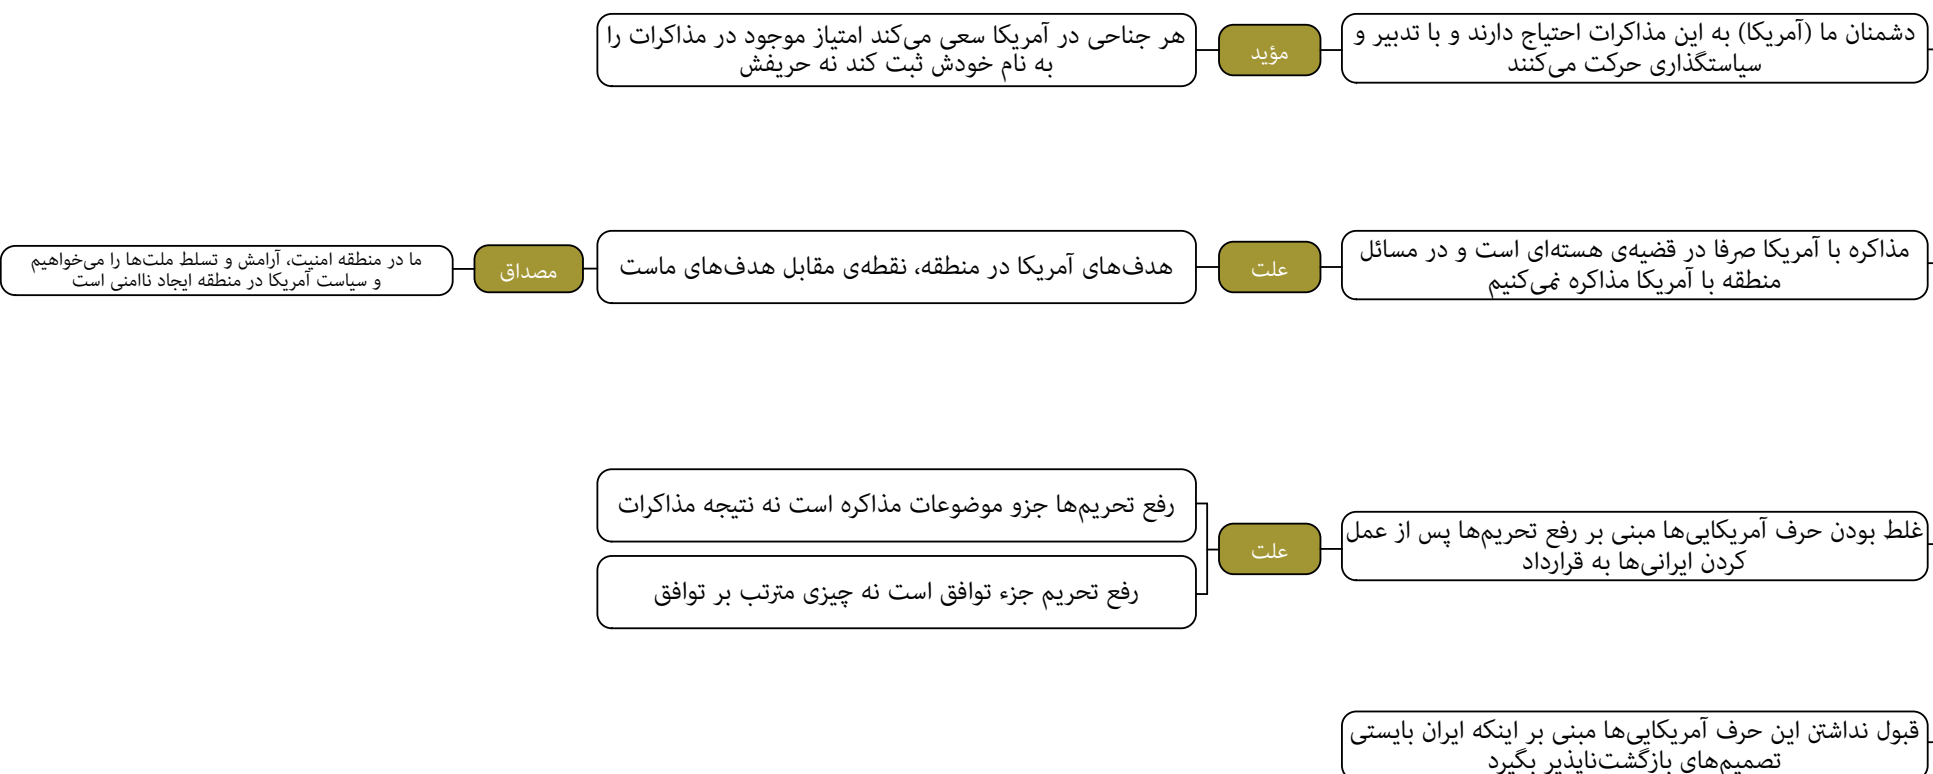 دشمنان ما (آمریکا) به این مذاکرات احتیاج دارند و با تدبیر و
سیاستگذاری حرکت می‌کنند
مؤید
هر جناحی در آمریکا سعی می‌کند امتیاز موجود در مذاکرات را
به نام خودش ثبت کند نه حریفش
مذاکره با آمریکا صرفا در قضیه‌ی هسته‌ای است و در مسائل
منطقه با آمریکا مذاکره نمی‌کنیم
علت
هدف‌های آمریکا در منطقه، نقطه‌ی مقابل هدف‌های ماست
مصداق
ما در منطقه امنیت، آرامش و تسلط ملت‌ها را می‌خواهیم
و سیاست آمریکا در منطقه ایجاد ناامنی است
غلط بودن حرف آمریکایی‌ها مبنی بر رفع تحریم‌ها پس از عمل
کردن ایرانی‌ها به قرارداد
علت
رفع تحریم‌ها جزو موضوعات مذاکره است نه نتیجه مذاکرات
رفع تحریم جزء توافق است نه چیزی مترتب بر توافق
قبول نداشتن این حرف آمریکایی‌ها مبنی بر اینکه ایران بایستی
تصمیم‌های بازگشت‌ناپذیر بگیرد